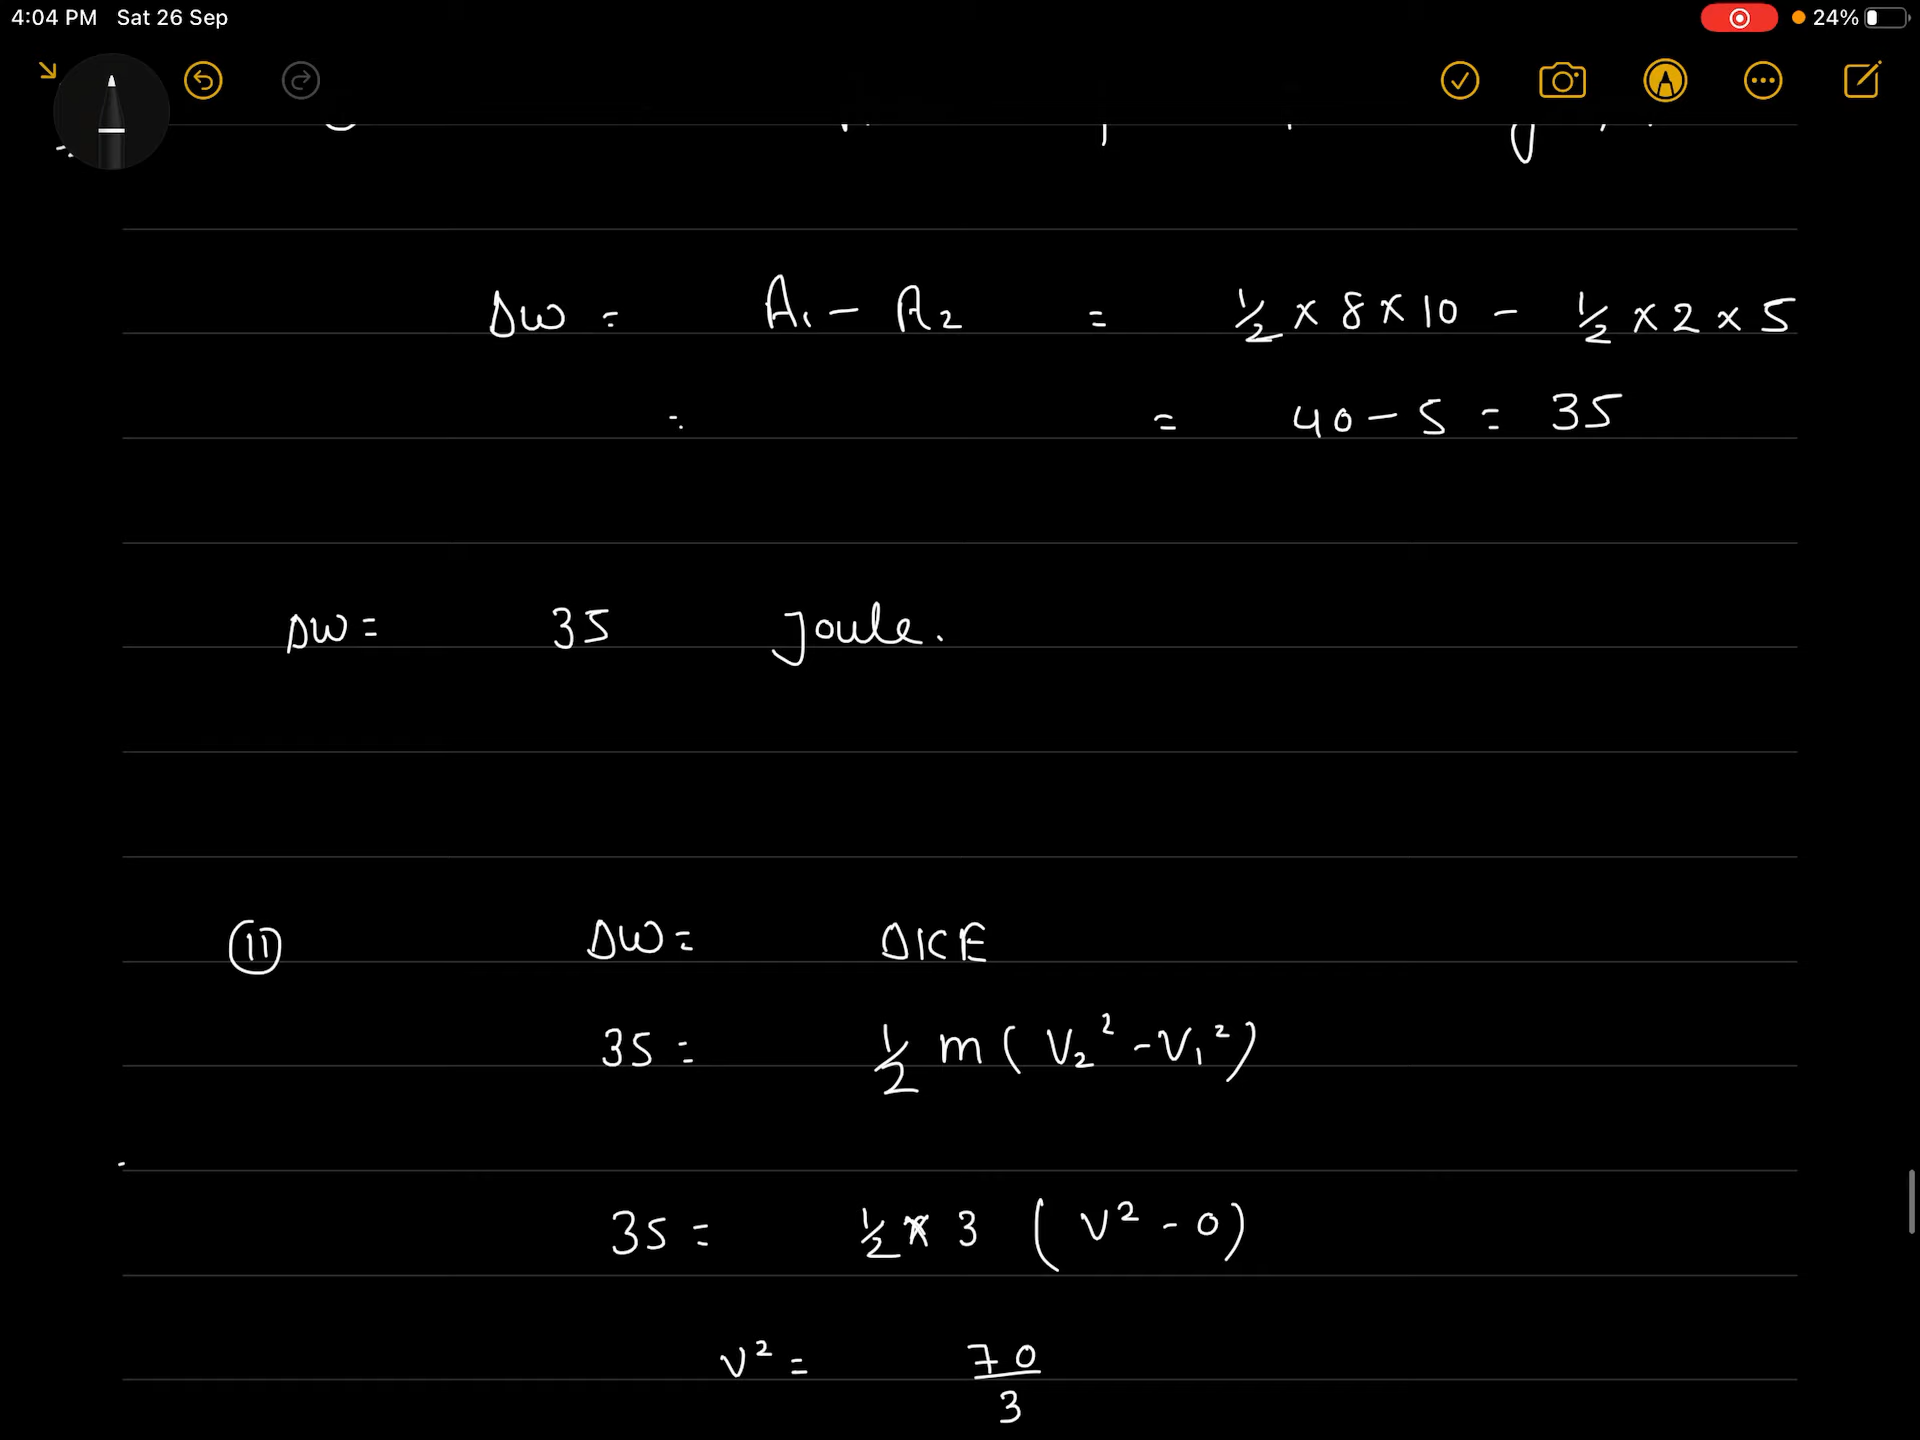 4:04 PM Sat 26 Sep 24%
ΔW = A₁ - A₂ = ½ × 8 × 10 - ½ × 2 × 5
= = 40 - 5 = 35
ΔW = 35 Joule.
(11) ΔW = ΔKE
35 = ½ m ( V₂² - V₁² )
35 = ½ × 3 ( V² - 0 )
V² = 70/3